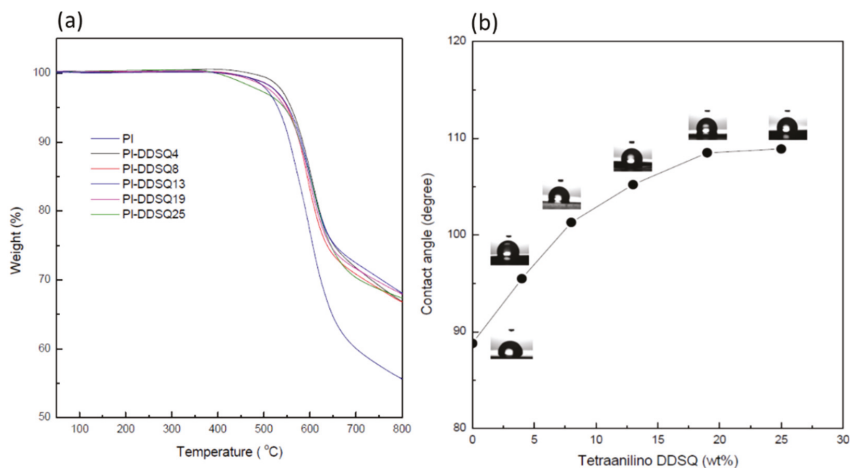 (a)
100
90
80
70
60
50
Weight (%)
PI
PI-DDSQ4
PI-DDSQ8
PI-DDSQ13
PI-DDSQ19
PI-DDSQ25
100 200 300 400 500 600 700 800
Temperature ( °C)
(b)
120
110
100
90
80
Contact angle (degree)
0 5 10 15 20 25 30
Tetraanilino DDSQ (wt%)